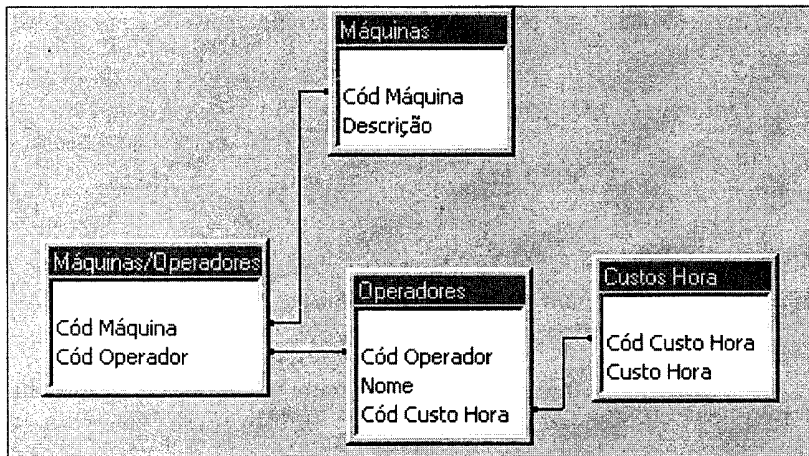 Máquinas
Cód Máquina
Descrição
Máquinas/Operadores
Cód Máquina
Cód Operador
Operadores
Cód Operador
Nome
Cód Custo Hora
Custos Hora
Cód Custo Hora
Custo Hora